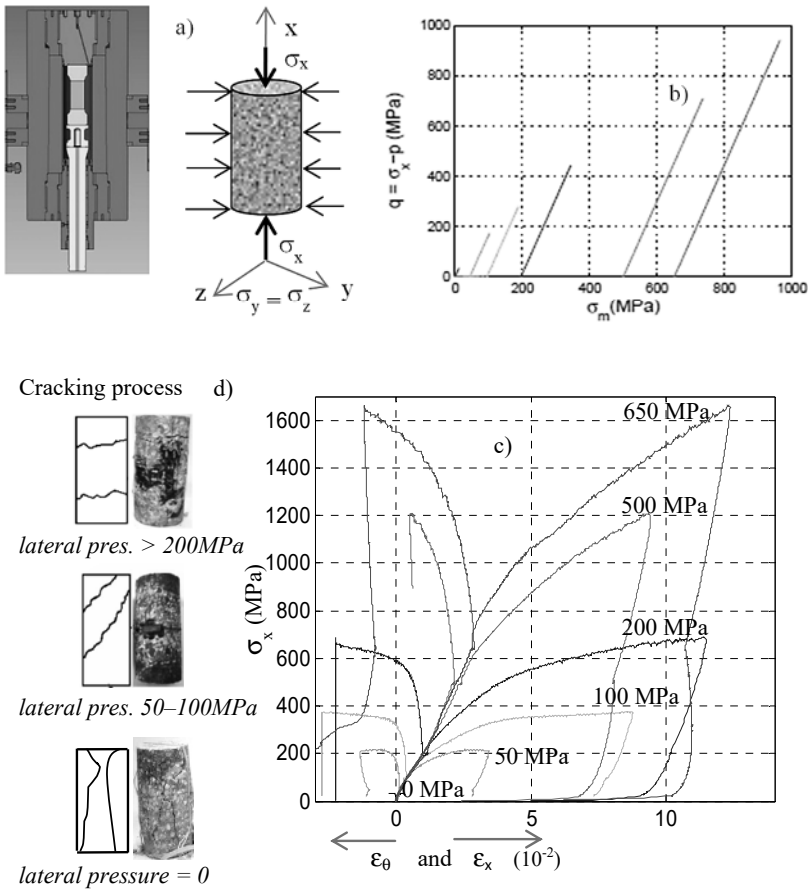 a)
x
σx
σx
z
σy = σz
y
b)
q = σx–p (MPa)
1000
800
600
400
200
0
0
200
400
600
800
1000
σm(MPa)
Cracking process
d)
lateral pres. > 200MPa
lateral pres. 50–100MPa
lateral pressure = 0
c)
σx (MPa)
1600
1400
1200
1000
800
600
400
200
0
650 MPa
500 MPa
200 MPa
100 MPa
50 MPa
0 MPa
0
5
10
εθ and εx (10-2)